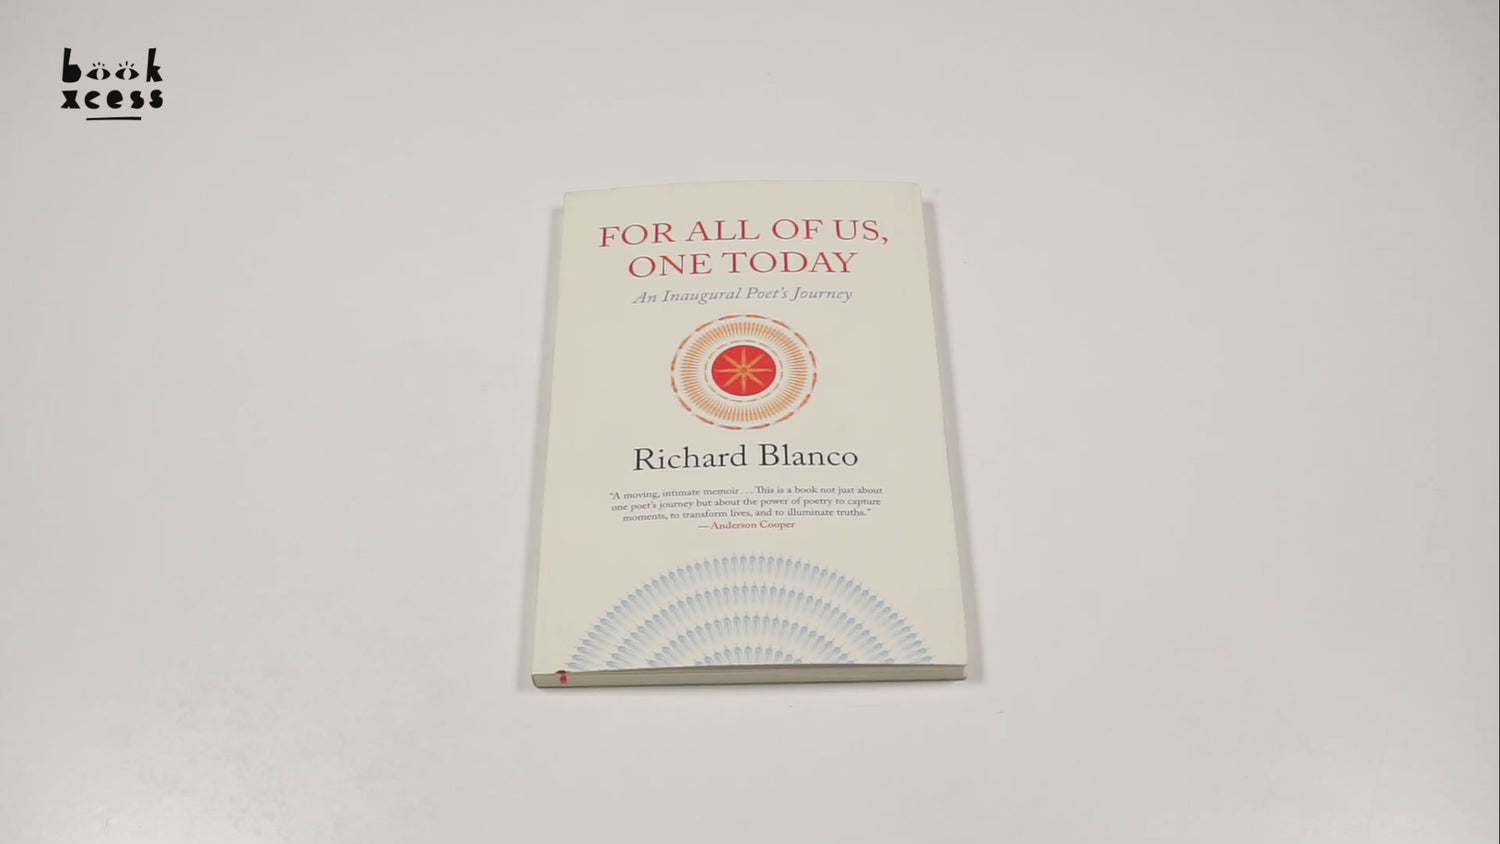 book
xcess
FOR ALL OF US,
ONE TODAY
An Inaugural Poet's Journey
Richard Blanco
"A moving, intimate memoir... This is a book not just about
one poet's journey but about the power of poetry to capture
moments, to transform lives, and to illuminate truths."
—Anderson Cooper